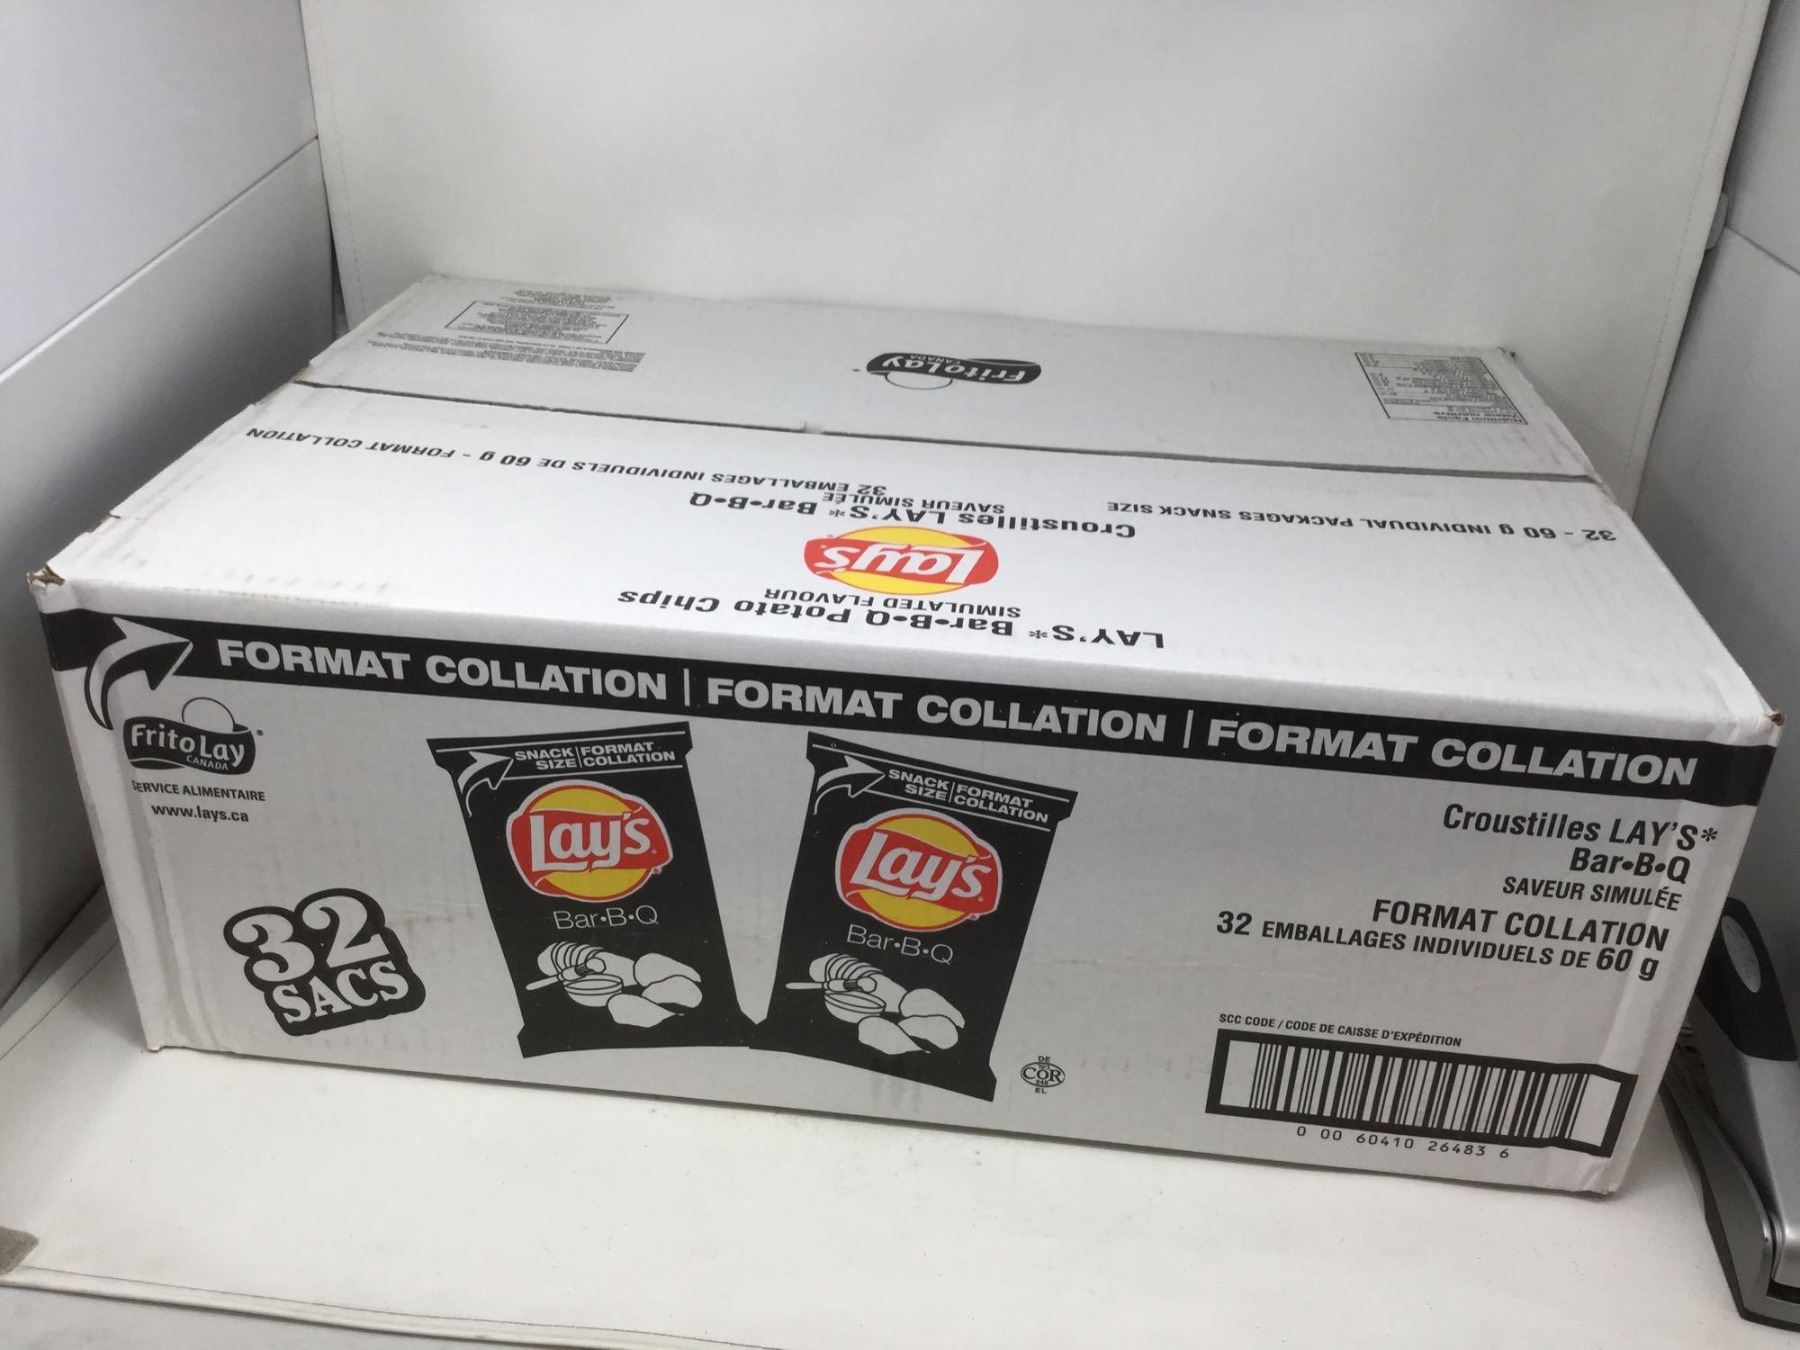 FritoLay
CANADA
32 - 60 g INDIVIDUAL PACKAGES SNACK SIZE
32 EMBALLAGES INDIVIDUELS DE 60 g - FORMAT COLLATION
LAY'S* Bar•B•Q Potato Chips
SIMULATED FLAVOUR
Lay's
Croustilles LAY'S* Bar•B•Q
SAVEUR SIMULÉE
FORMAT COLLATION | FORMAT COLLATION | FORMAT COLLATION
FritoLay
CANADA
SERVICE ALIMENTAIRE
www.lays.ca
32
SACS
SNACK SIZE | FORMAT COLLATION
Lay's
Bar•B•Q
SNACK SIZE | FORMAT COLLATION
Lay's
Bar•B•Q
DE
COR
EL
Croustilles LAY'S*
Bar•B•Q
SAVEUR SIMULÉE
FORMAT COLLATION
32 EMBALLAGES INDIVIDUELS DE 60 g
SCC CODE / CODE DE CAISSE D'EXPÉDITION
0 00 60410 26483 6